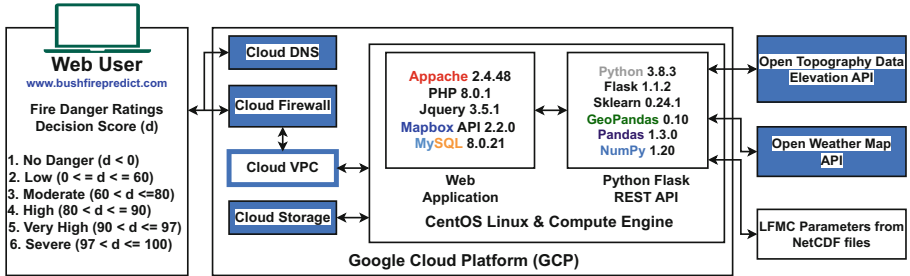 Web User
www.bushfirepredict.com
Fire Danger Ratings
Decision Score (d)
1. No Danger (d < 0)
2. Low (0 < = d < = 60)
3. Moderate (60 < d <=80)
4. High (80 < d < = 90)
5. Very High (90 < d <= 97)
6. Severe (97 < d <= 100)
Cloud DNS
Cloud Firewall
Cloud VPC
Cloud Storage
Appache 2.4.48
PHP 8.0.1
Jquery 3.5.1
Mapbox API 2.2.0
MySQL 8.0.21
Web
Application
Python 3.8.3
Flask 1.1.2
Sklearn 0.24.1
GeoPandas 0.10
Pandas 1.3.0
NumPy 1.20
Python Flask
REST API
CentOS Linux & Compute Engine
Google Cloud Platform (GCP)
Open Topography Data
Elevation API
Open Weather Map
API
LFMC Parameters from
NetCDF files